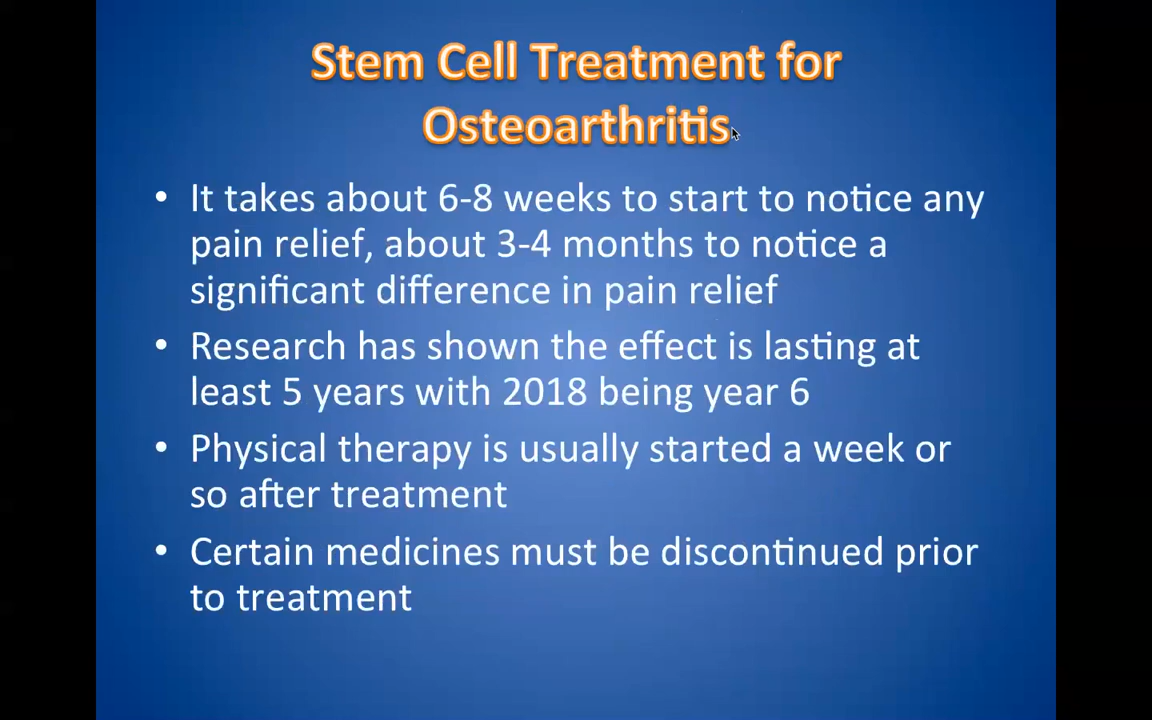 Stem Cell Treatment for
Osteoarthritis
• It takes about 6-8 weeks to start to notice any
pain relief, about 3-4 months to notice a
significant difference in pain relief
• Research has shown the effect is lasting at
least 5 years with 2018 being year 6
• Physical therapy is usually started a week or
so after treatment
• Certain medicines must be discontinued prior
to treatment